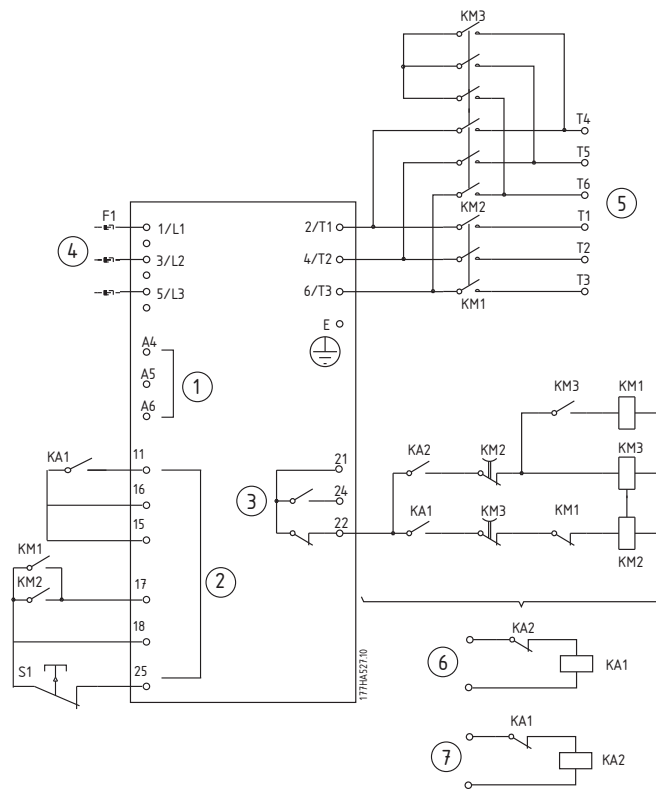 KM3
T4
T5
T6
5
F1
1/L1
2/T1
KM2
T1
4
3/L2
4/T2
T2
5/L3
6/T3
KM1
T3
E
A4
A5
1
A6
KM3
KM1
KA1
11
21
KA2
KM2
KM3
16
3
24
15
22
KA1
KM3
KM1
KM2
KM1
KM2
17
2
18
S1
25
177HA527.10
6
KA2
KA1
7
KA1
KA2